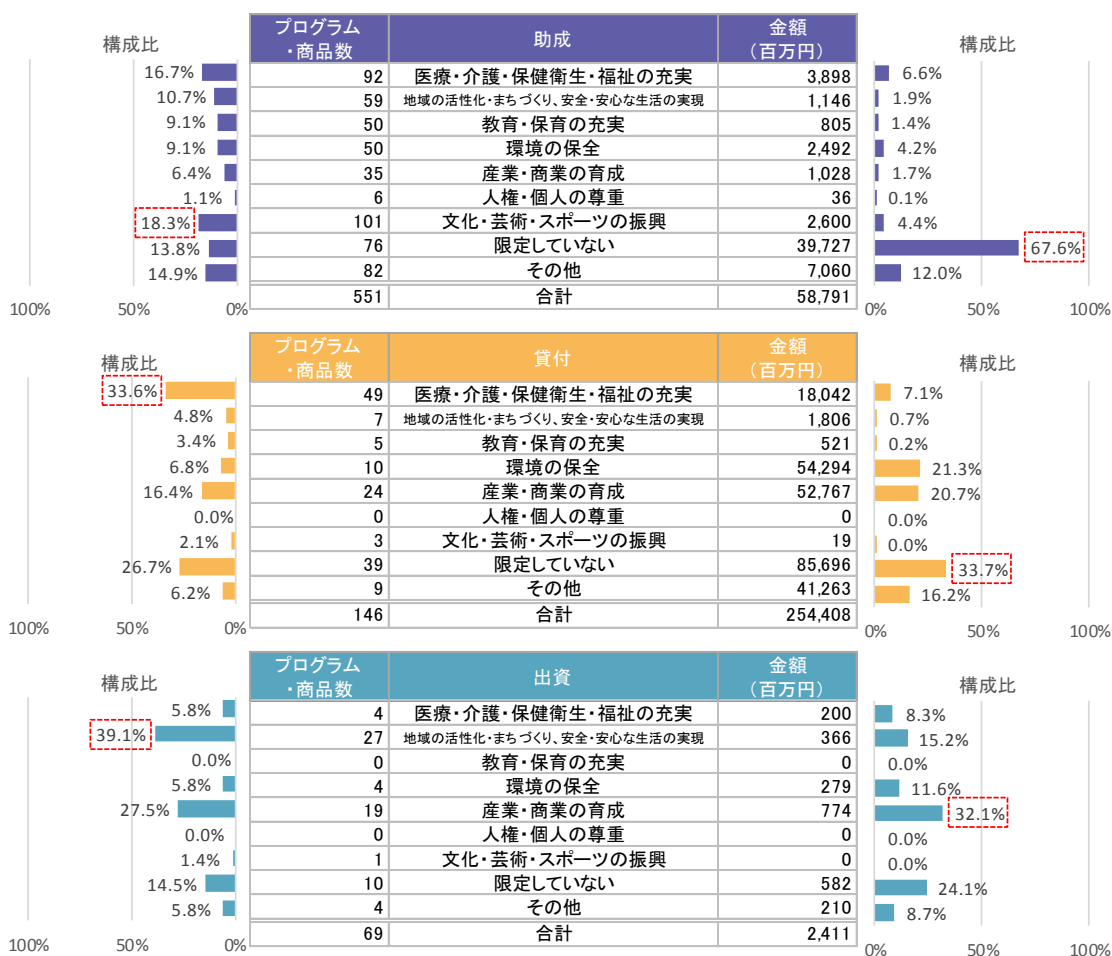 構成比
プログラム・商品数 助成 金額(百万円)
構成比
16.7% 92 医療・介護・保健衛生・福祉の充実 3,898 6.6%
10.7% 59 地域の活性化・まちづくり、安全・安心な生活の実現 1,146 1.9%
9.1% 50 教育・保育の充実 805 1.4%
9.1% 50 環境の保全 2,492 4.2%
6.4% 35 産業・商業の育成 1,028 1.7%
1.1% 6 人権・個人の尊重 36 0.1%
18.3% 101 文化・芸術・スポーツの振興 2,600 4.4%
13.8% 76 限定していない 39,727 67.6%
14.9% 82 その他 7,060 12.0%
551 合計 58,791
100% 50% 0% 0% 50% 100%
構成比
プログラム・商品数 貸付 金額(百万円)
構成比
33.6% 49 医療・介護・保健衛生・福祉の充実 18,042 7.1%
4.8% 7 地域の活性化・まちづくり、安全・安心な生活の実現 1,806 0.7%
3.4% 5 教育・保育の充実 521 0.2%
6.8% 10 環境の保全 54,294 21.3%
16.4% 24 産業・商業の育成 52,767 20.7%
0.0% 0 人権・個人の尊重 0 0.0%
2.1% 3 文化・芸術・スポーツの振興 19 0.0%
26.7% 39 限定していない 85,696 33.7%
6.2% 9 その他 41,263 16.2%
146 合計 254,408
100% 50% 0% 0% 50% 100%
構成比
プログラム・商品数 出資 金額(百万円)
構成比
5.8% 4 医療・介護・保健衛生・福祉の充実 200 8.3%
39.1% 27 地域の活性化・まちづくり、安全・安心な生活の実現 366 15.2%
0.0% 0 教育・保育の充実 0 0.0%
5.8% 4 環境の保全 279 11.6%
27.5% 19 産業・商業の育成 774 32.1%
0.0% 0 人権・個人の尊重 0 0.0%
1.4% 1 文化・芸術・スポーツの振興 0 0.0%
14.5% 10 限定していない 582 24.1%
5.8% 4 その他 210 8.7%
69 合計 2,411
100% 50% 0% 0% 50% 100%